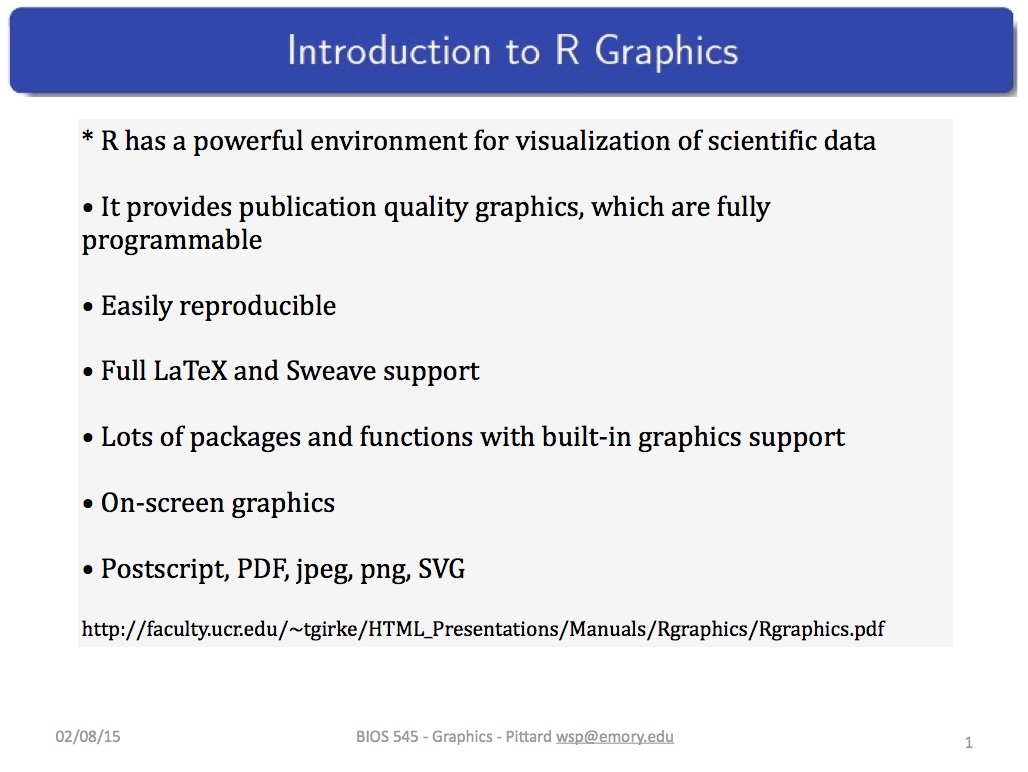 Introduction to R Graphics
* R has a powerful environment for visualization of scientific data
• It provides publication quality graphics, which are fully
programmable
• Easily reproducible
• Full LaTeX and Sweave support
• Lots of packages and functions with built-in graphics support
• On-screen graphics
• Postscript, PDF, jpeg, png, SVG
http://faculty.ucr.edu/~tgirke/HTML_Presentations/Manuals/Rgraphics/Rgraphics.pdf
02/08/15
BIOS 545 - Graphics - Pittard wsp@emory.edu
1